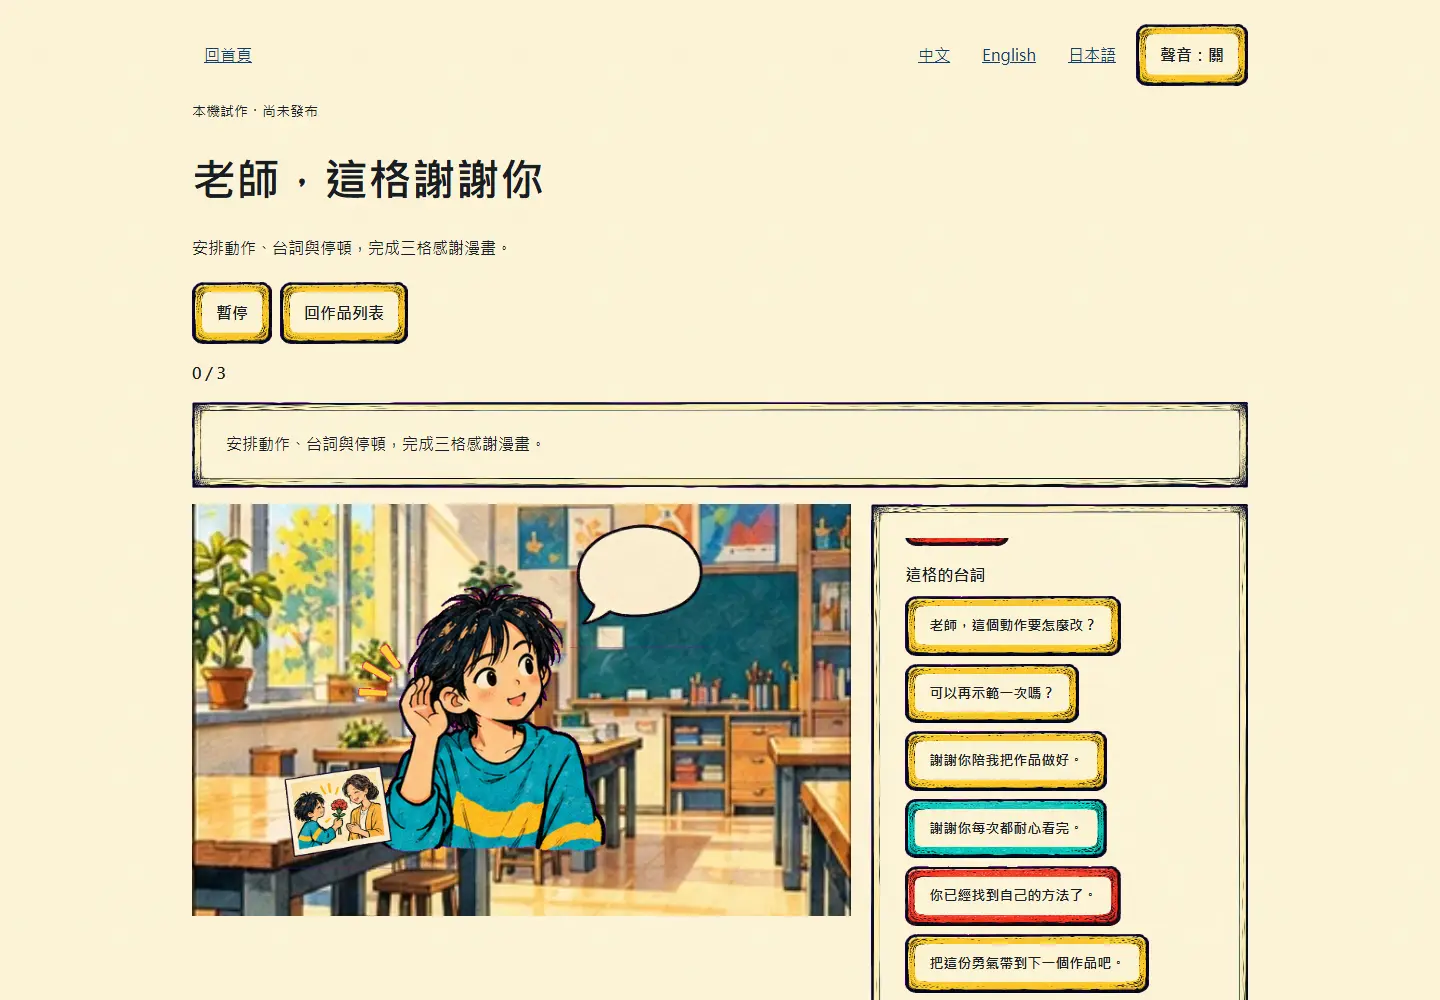 回首頁
中文 English 日本語 聲音：關
本機試作・尚未發布
老師，這格謝謝你
安排動作、台詞與停頓，完成三格感謝漫畫。
暫停 回作品列表
0 / 3
安排動作、台詞與停頓，完成三格感謝漫畫。
這格的台詞
老師，這個動作要怎麼改？
可以再示範一次嗎？
謝謝你陪我把作品做好。
謝謝你每次都耐心看完。
你已經找到自己的方法了。
把這份勇氣帶到下一個作品吧。